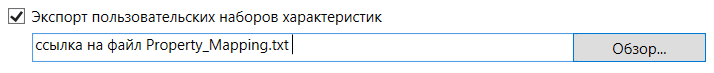 Экспорт пользовательских наборов характеристик
ссылка на файл Property_Mapping.txt
Обзор...